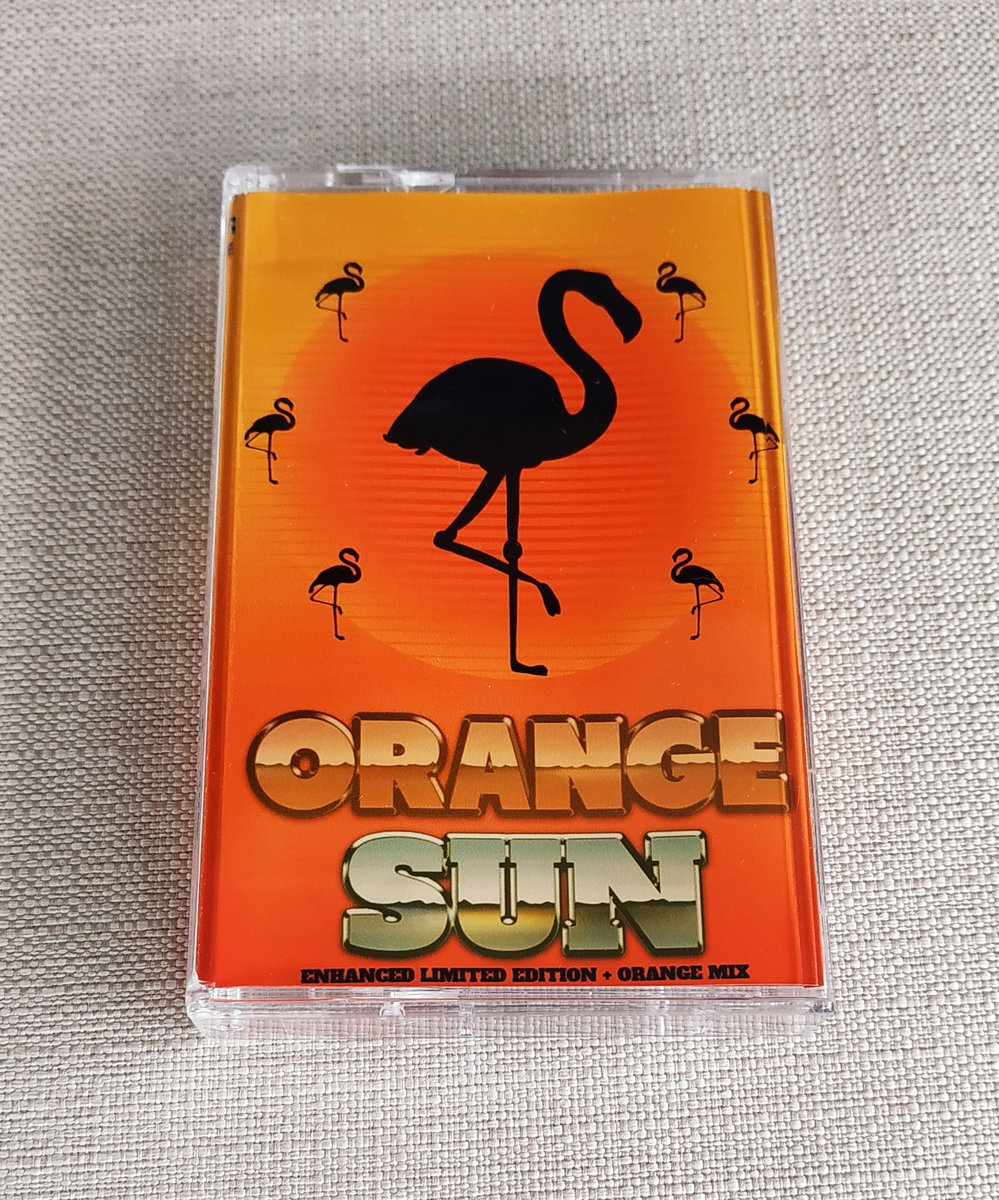 ORANGE
SUN
ENHANCED LIMITED EDITION + ORANGE MIX